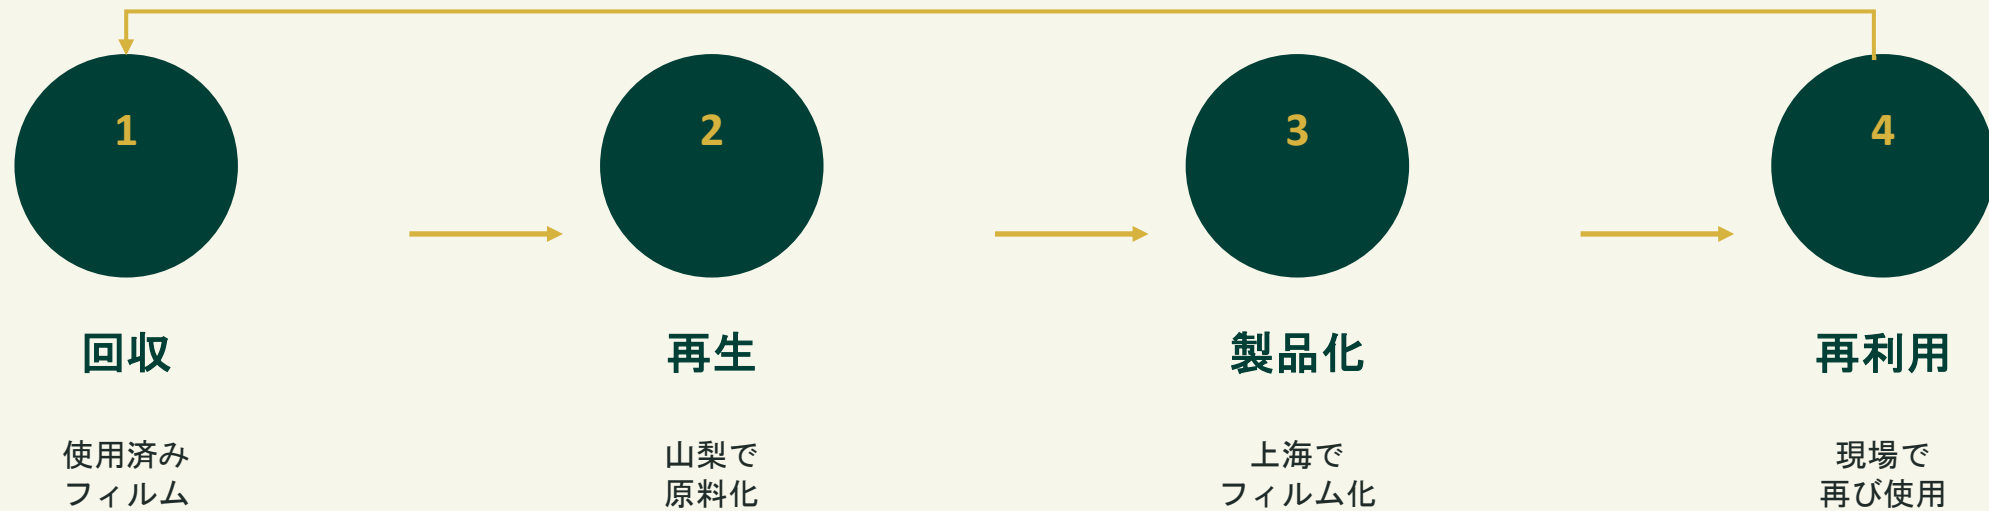 1
2
3
4
回収
再生
製品化
再利用
使用済み
フィルム
山梨で
原料化
上海で
フィルム化
現場で
再び使用